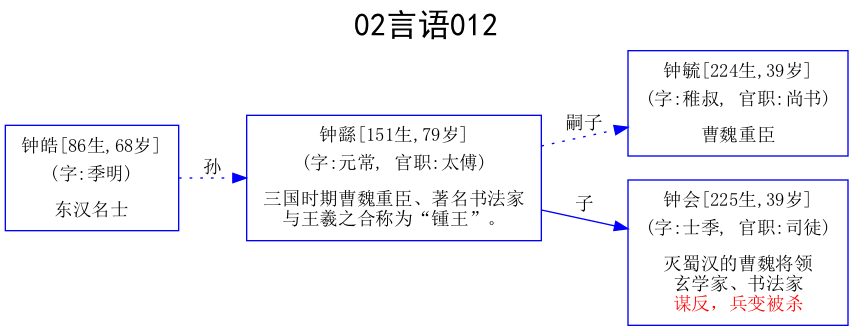 02言语012
钟皓[86生,68岁]
(字:季明)
东汉名士
孙
钟繇[151生,79岁]
(字:元常, 官职:太傅)
三国时期曹魏重臣、著名书法家
与王羲之合称为“锺王”。
嗣子
钟毓[224生,39岁]
(字:稚叔, 官职:尚书)
曹魏重臣
子
钟会[225生,39岁]
(字:士季, 官职:司徒)
灭蜀汉的曹魏将领
玄学家、书法家
谋反，兵变被杀